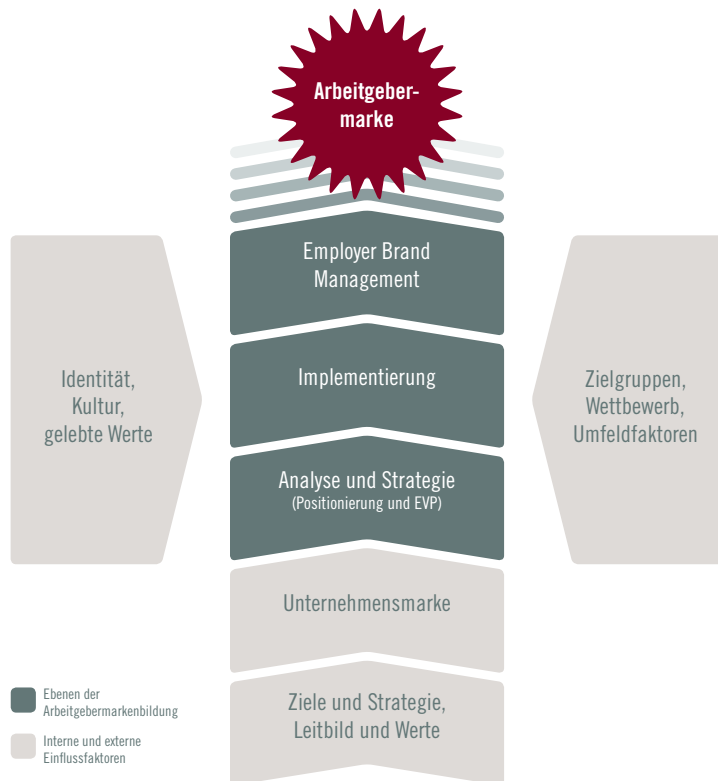 Arbeitgeber-
marke
Employer Brand
Management
Implementierung
Identität,
Kultur,
gelebte Werte
Zielgruppen,
Wettbewerb,
Umfeldfaktoren
Analyse und Strategie
(Positionierung und EVP)
Unternehmensmarke
Ziele und Strategie,
Leitbild und Werte
Ebenen der
Arbeitgebermarkenbildung
Interne und externe
Einflussfaktoren